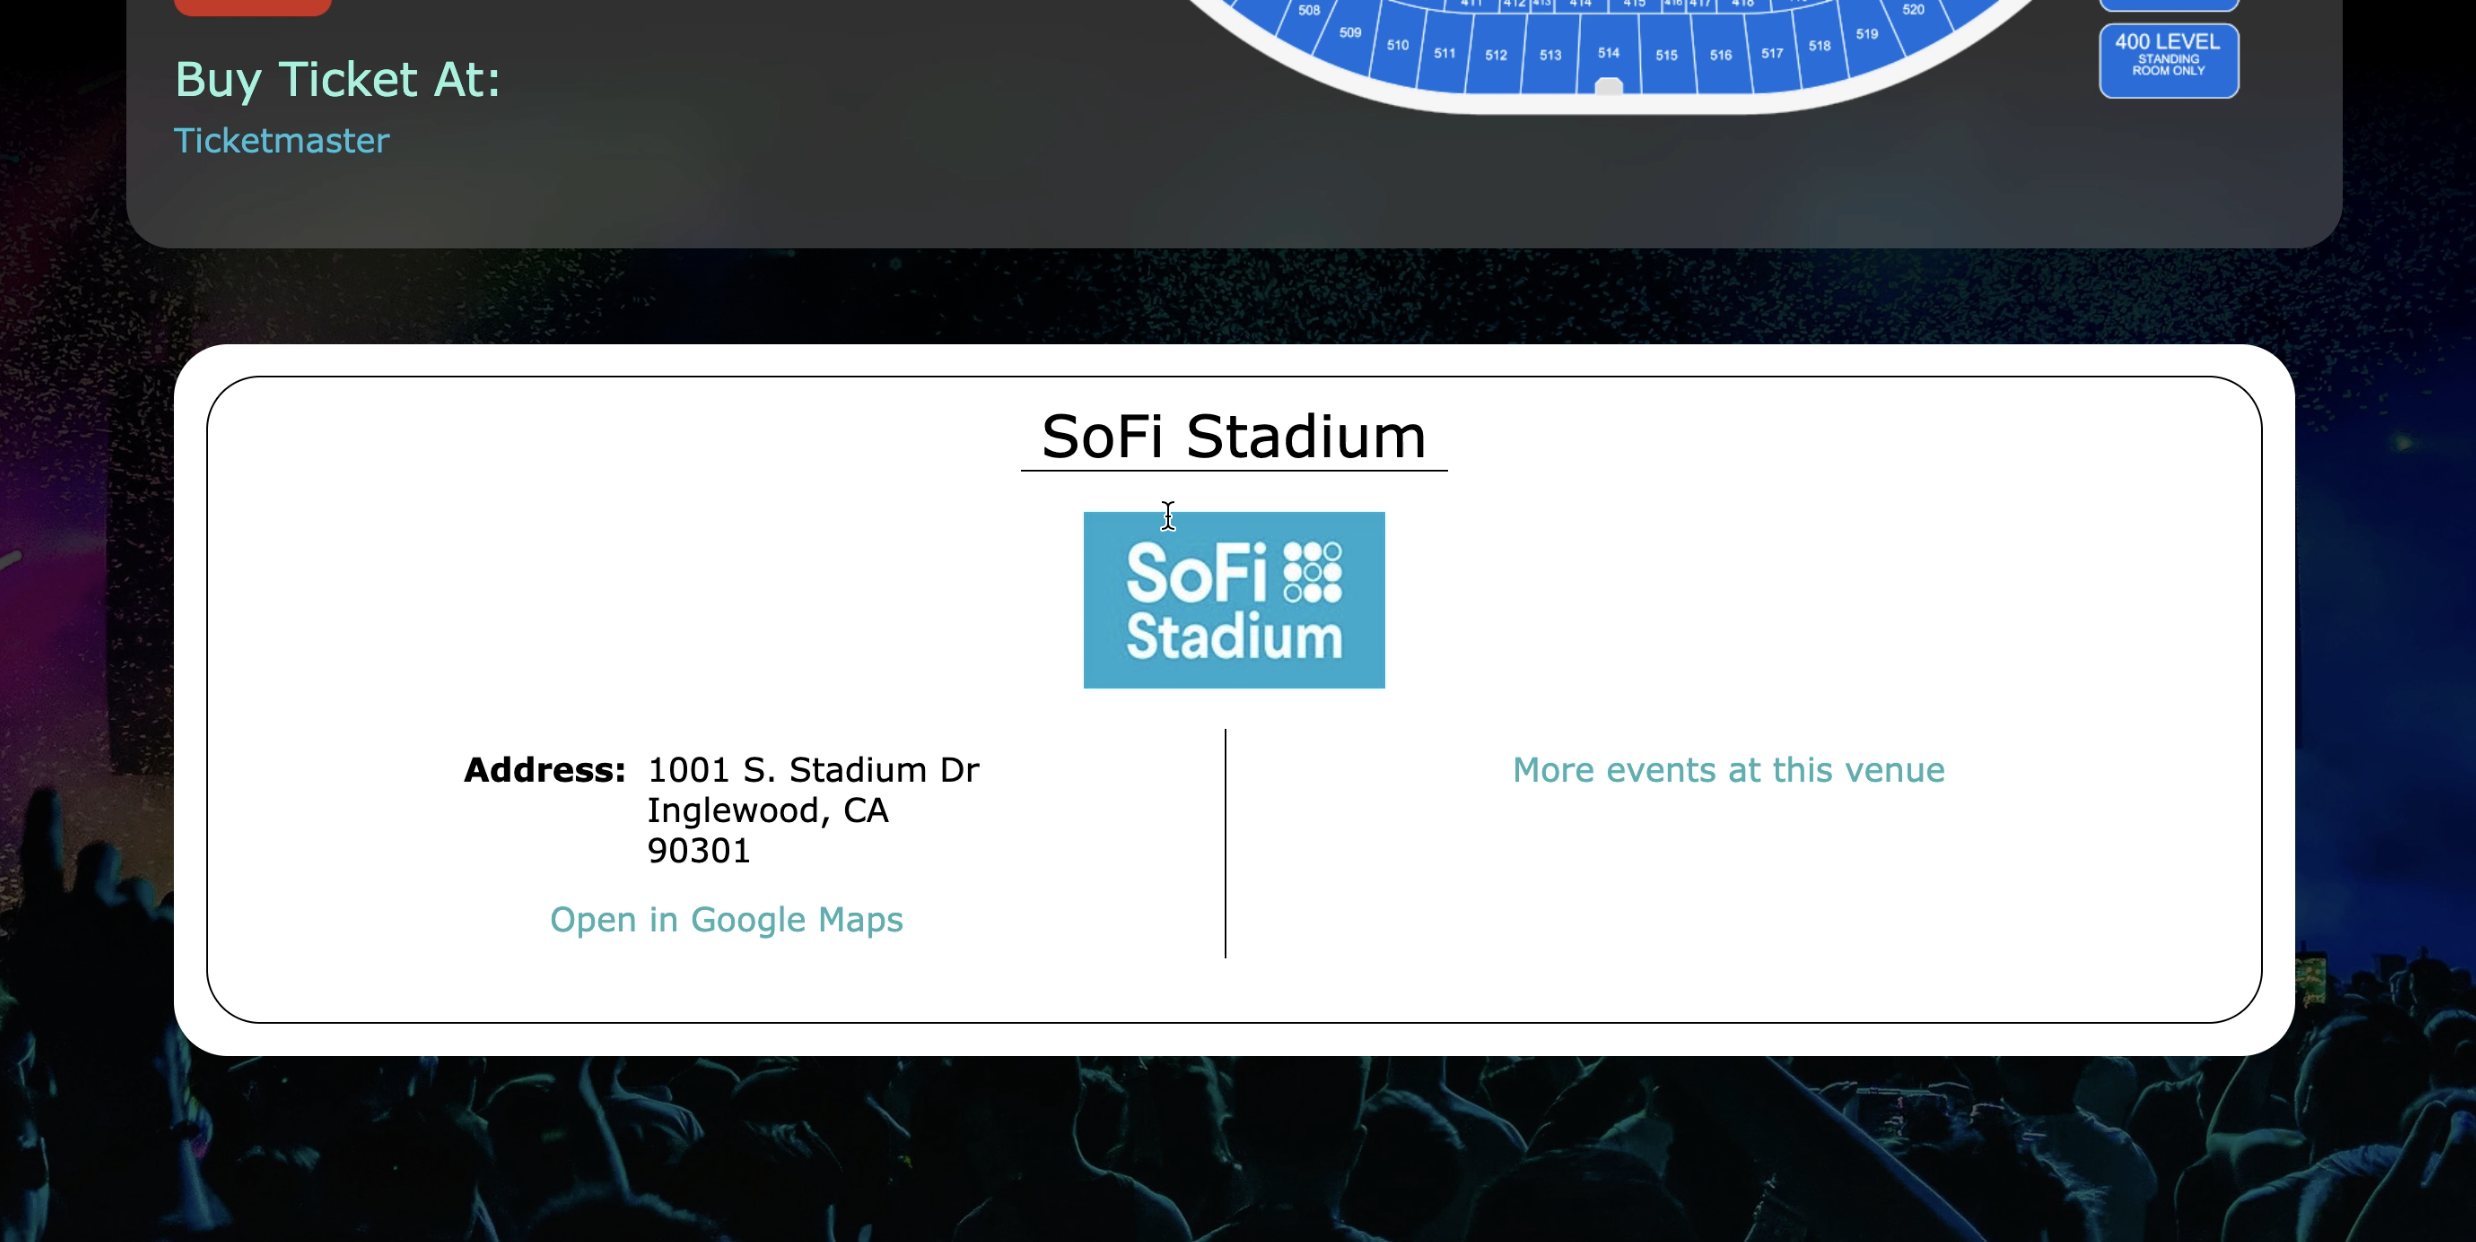 508
509
510
511
512
513
514
515
516
517
518
519
520
411
412
413
414
415
416
417
418
400 LEVEL
STANDING
ROOM ONLY
Buy Ticket At:
Ticketmaster
SoFi Stadium
SoFi
Stadium
Address: 1001 S. Stadium Dr
Inglewood, CA
90301
More events at this venue
Open in Google Maps